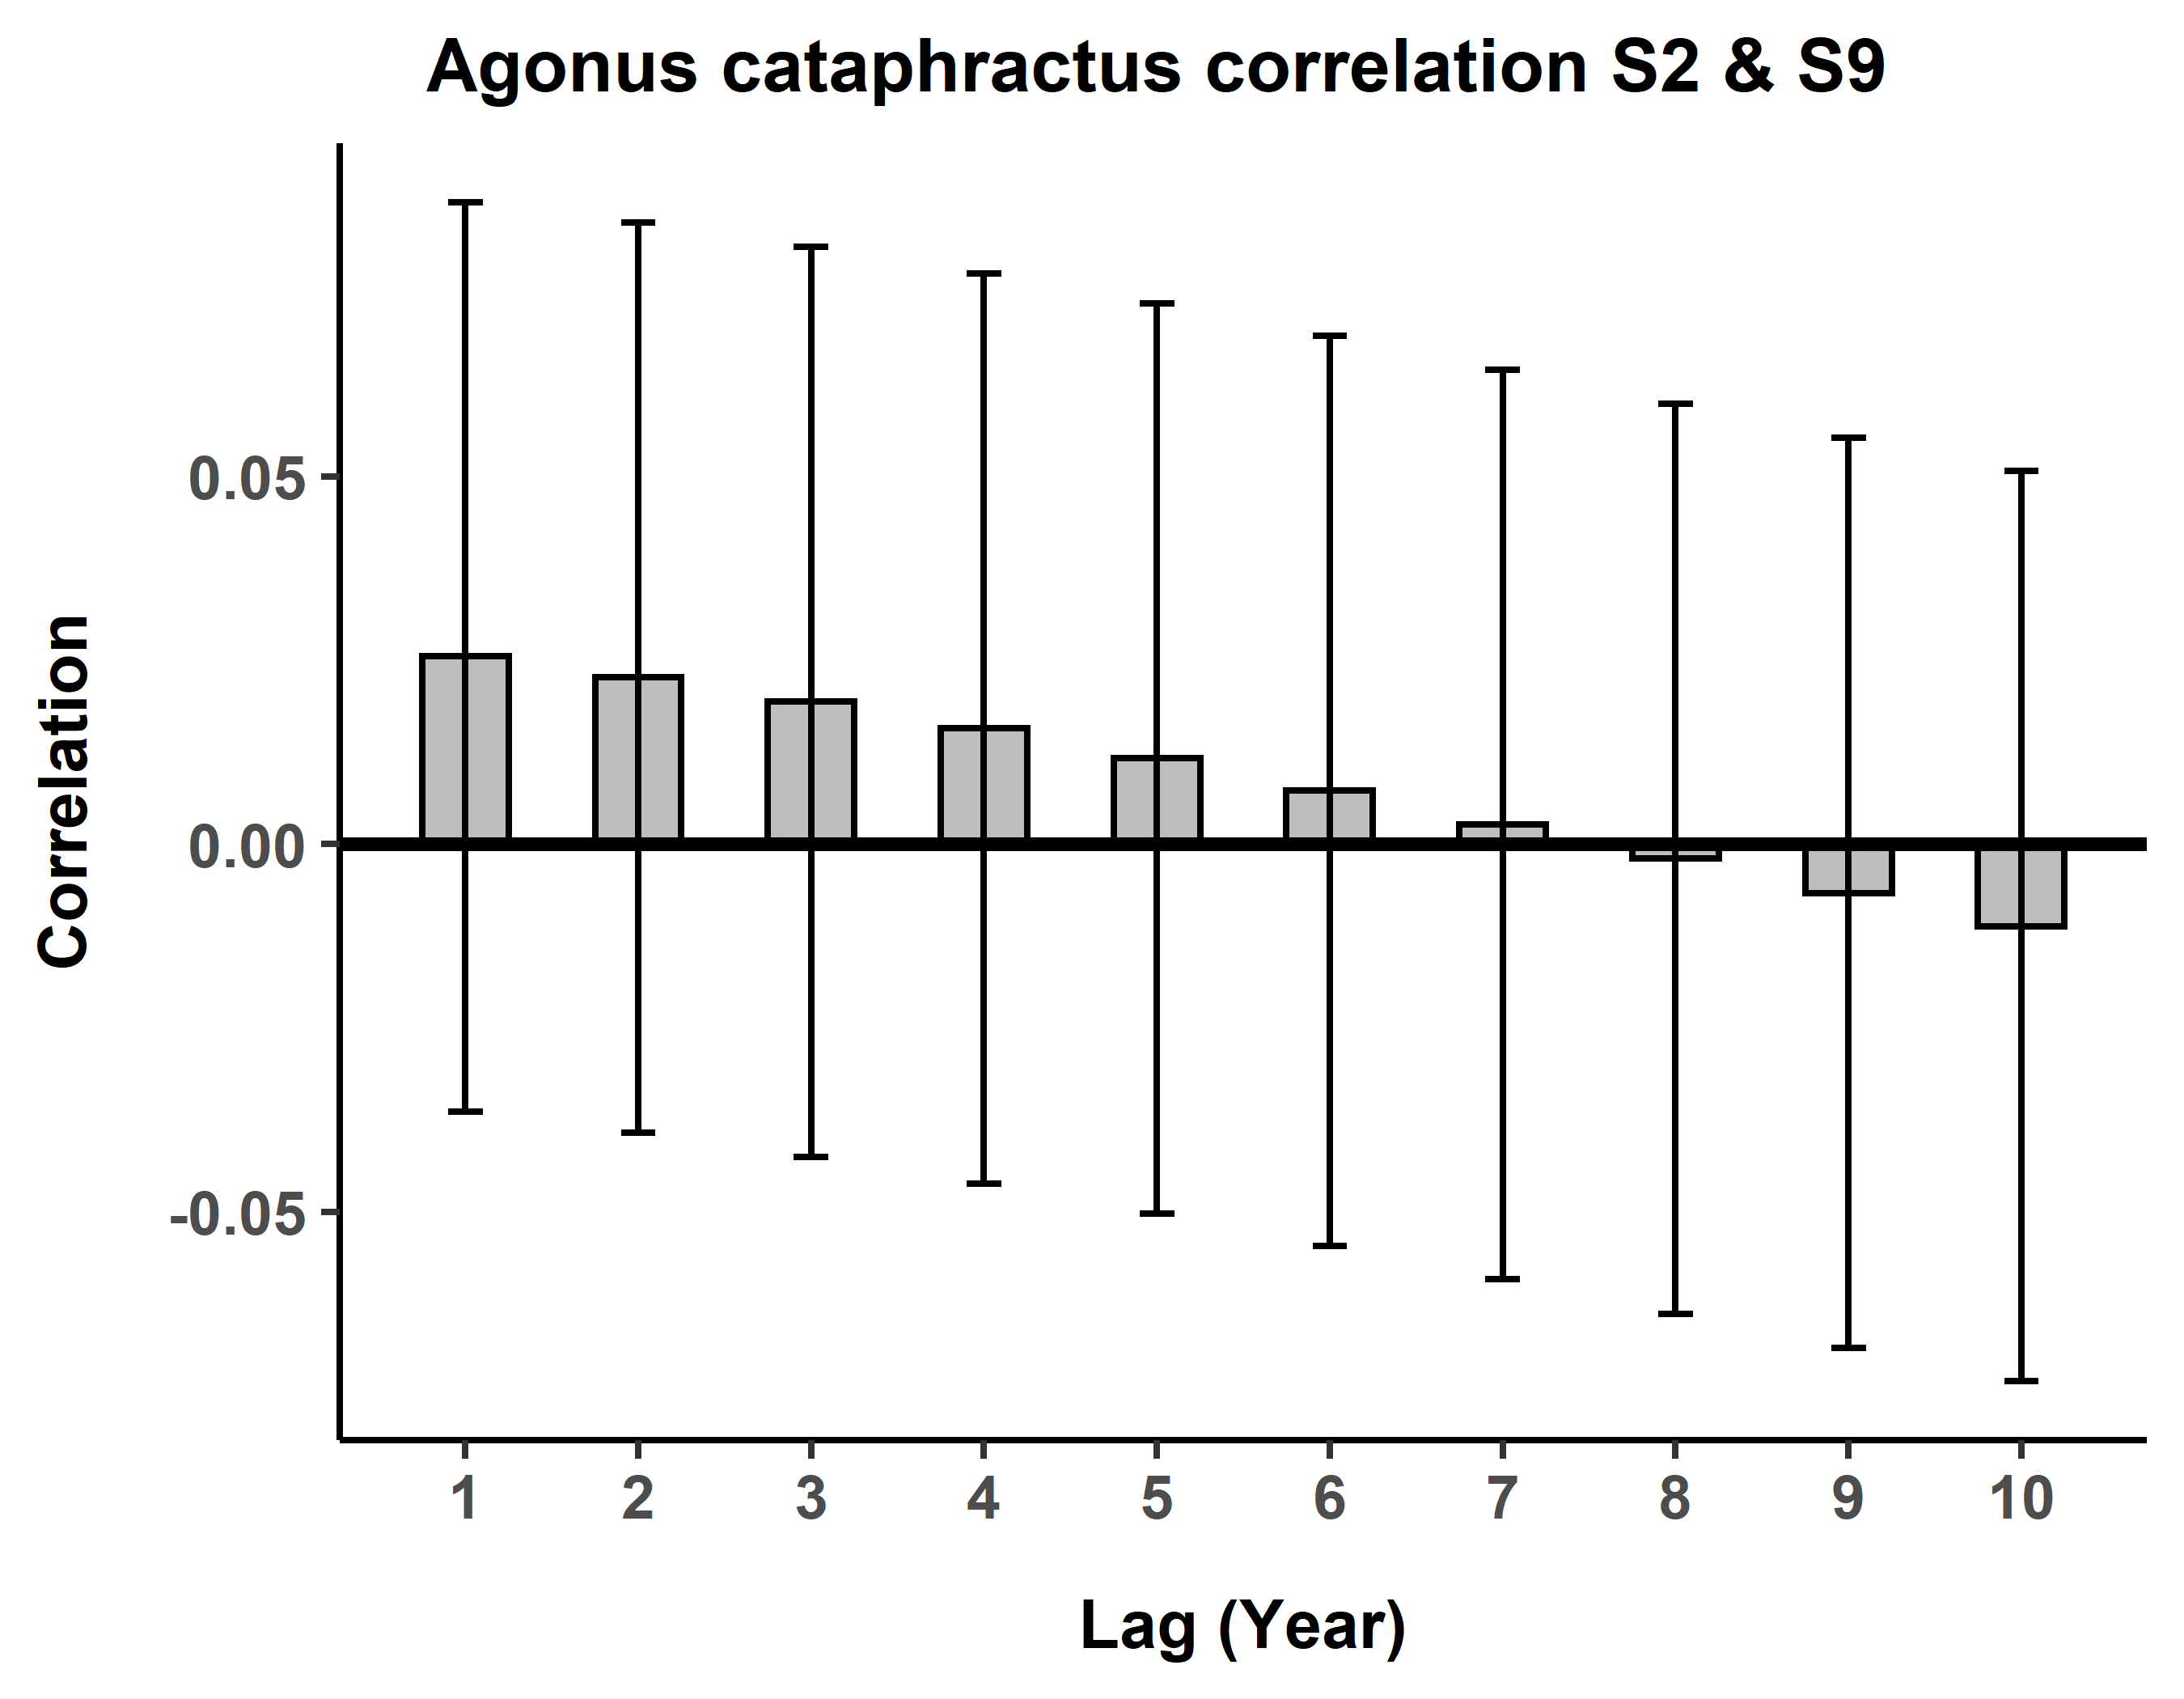 Agonus cataphractus correlation S2 & S9
Correlation
0.05
0.00
-0.05
1 2 3 4 5 6 7 8 9 10
Lag (Year)